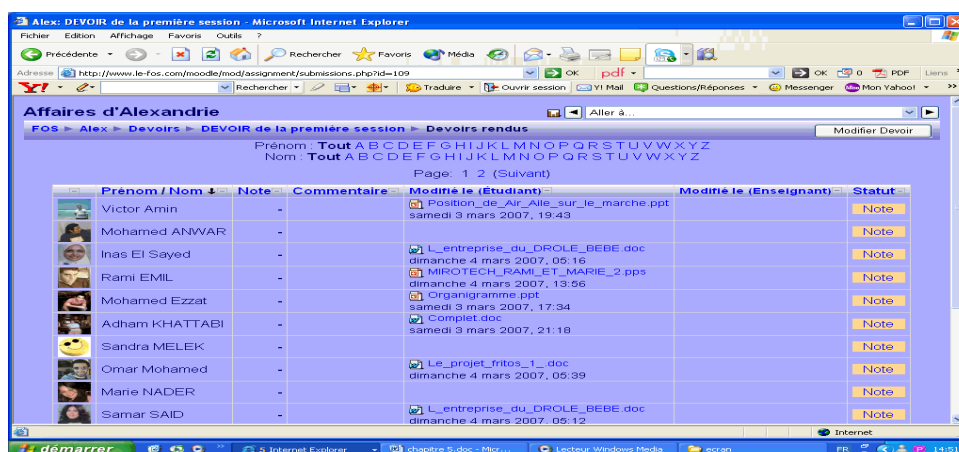 Alex: DEVOIR de la première session - Microsoft Internet Explorer
Fichier Edition Affichage Favoris Outils ?
Précédente Rechercher Favoris Média
Adresse http://www.le-fos.com/moodle/mod/assignment/submissions.php?id=109 OK pdf OK 0 PDF Liens
Y! Rechercher Traduire Ouvrir session Y! Mail Questions/Réponses Messenger Mon Yahoo! »
Affaires d'Alexandrie Aller à...
FOS ► Alex ► Devoirs ► DEVOIR de la première session ► Devoirs rendus Modifier Devoir
Prénom : Tout A B C D E F G H I J K L M N O P Q R S T U V W X Y Z
Nom : Tout A B C D E F G H I J K L M N O P Q R S T U V W X Y Z
Page: 1 2 (Suivant)
Prénom / Nom ↓ Note Commentaire Modifié le (Étudiant) Modifié le (Enseignant) Statut
Victor Amin - Position_de_Air_Aile_sur_le_marche.ppt Note
samedi 3 mars 2007, 19:43
Mohamed ANWAR - Note
Inas El Sayed - L_entreprise_du_DROLE_BEBE.doc Note
dimanche 4 mars 2007, 05:16
Rami EMIL - MIROTECH_RAMI_ET_MARIE_2.pps Note
dimanche 4 mars 2007, 13:56
Mohamed Ezzat - Organigramme.ppt Note
samedi 3 mars 2007, 17:34
Adham KHATTABI - Complet.doc Note
samedi 3 mars 2007, 21:18
Sandra MELEK - Note
Omar Mohamed - Le_projet_fritos_1_.doc Note
dimanche 4 mars 2007, 05:39
Marie NADER - Note
Samar SAID - L_entreprise_du_DROLE_BEBE.doc Note
dimanche 4 mars 2007, 05:12
Internet
démarrer » 5 Internet Explorer chapitre 5.doc - Micr... Lecteur Windows Media ecran FR 14:51